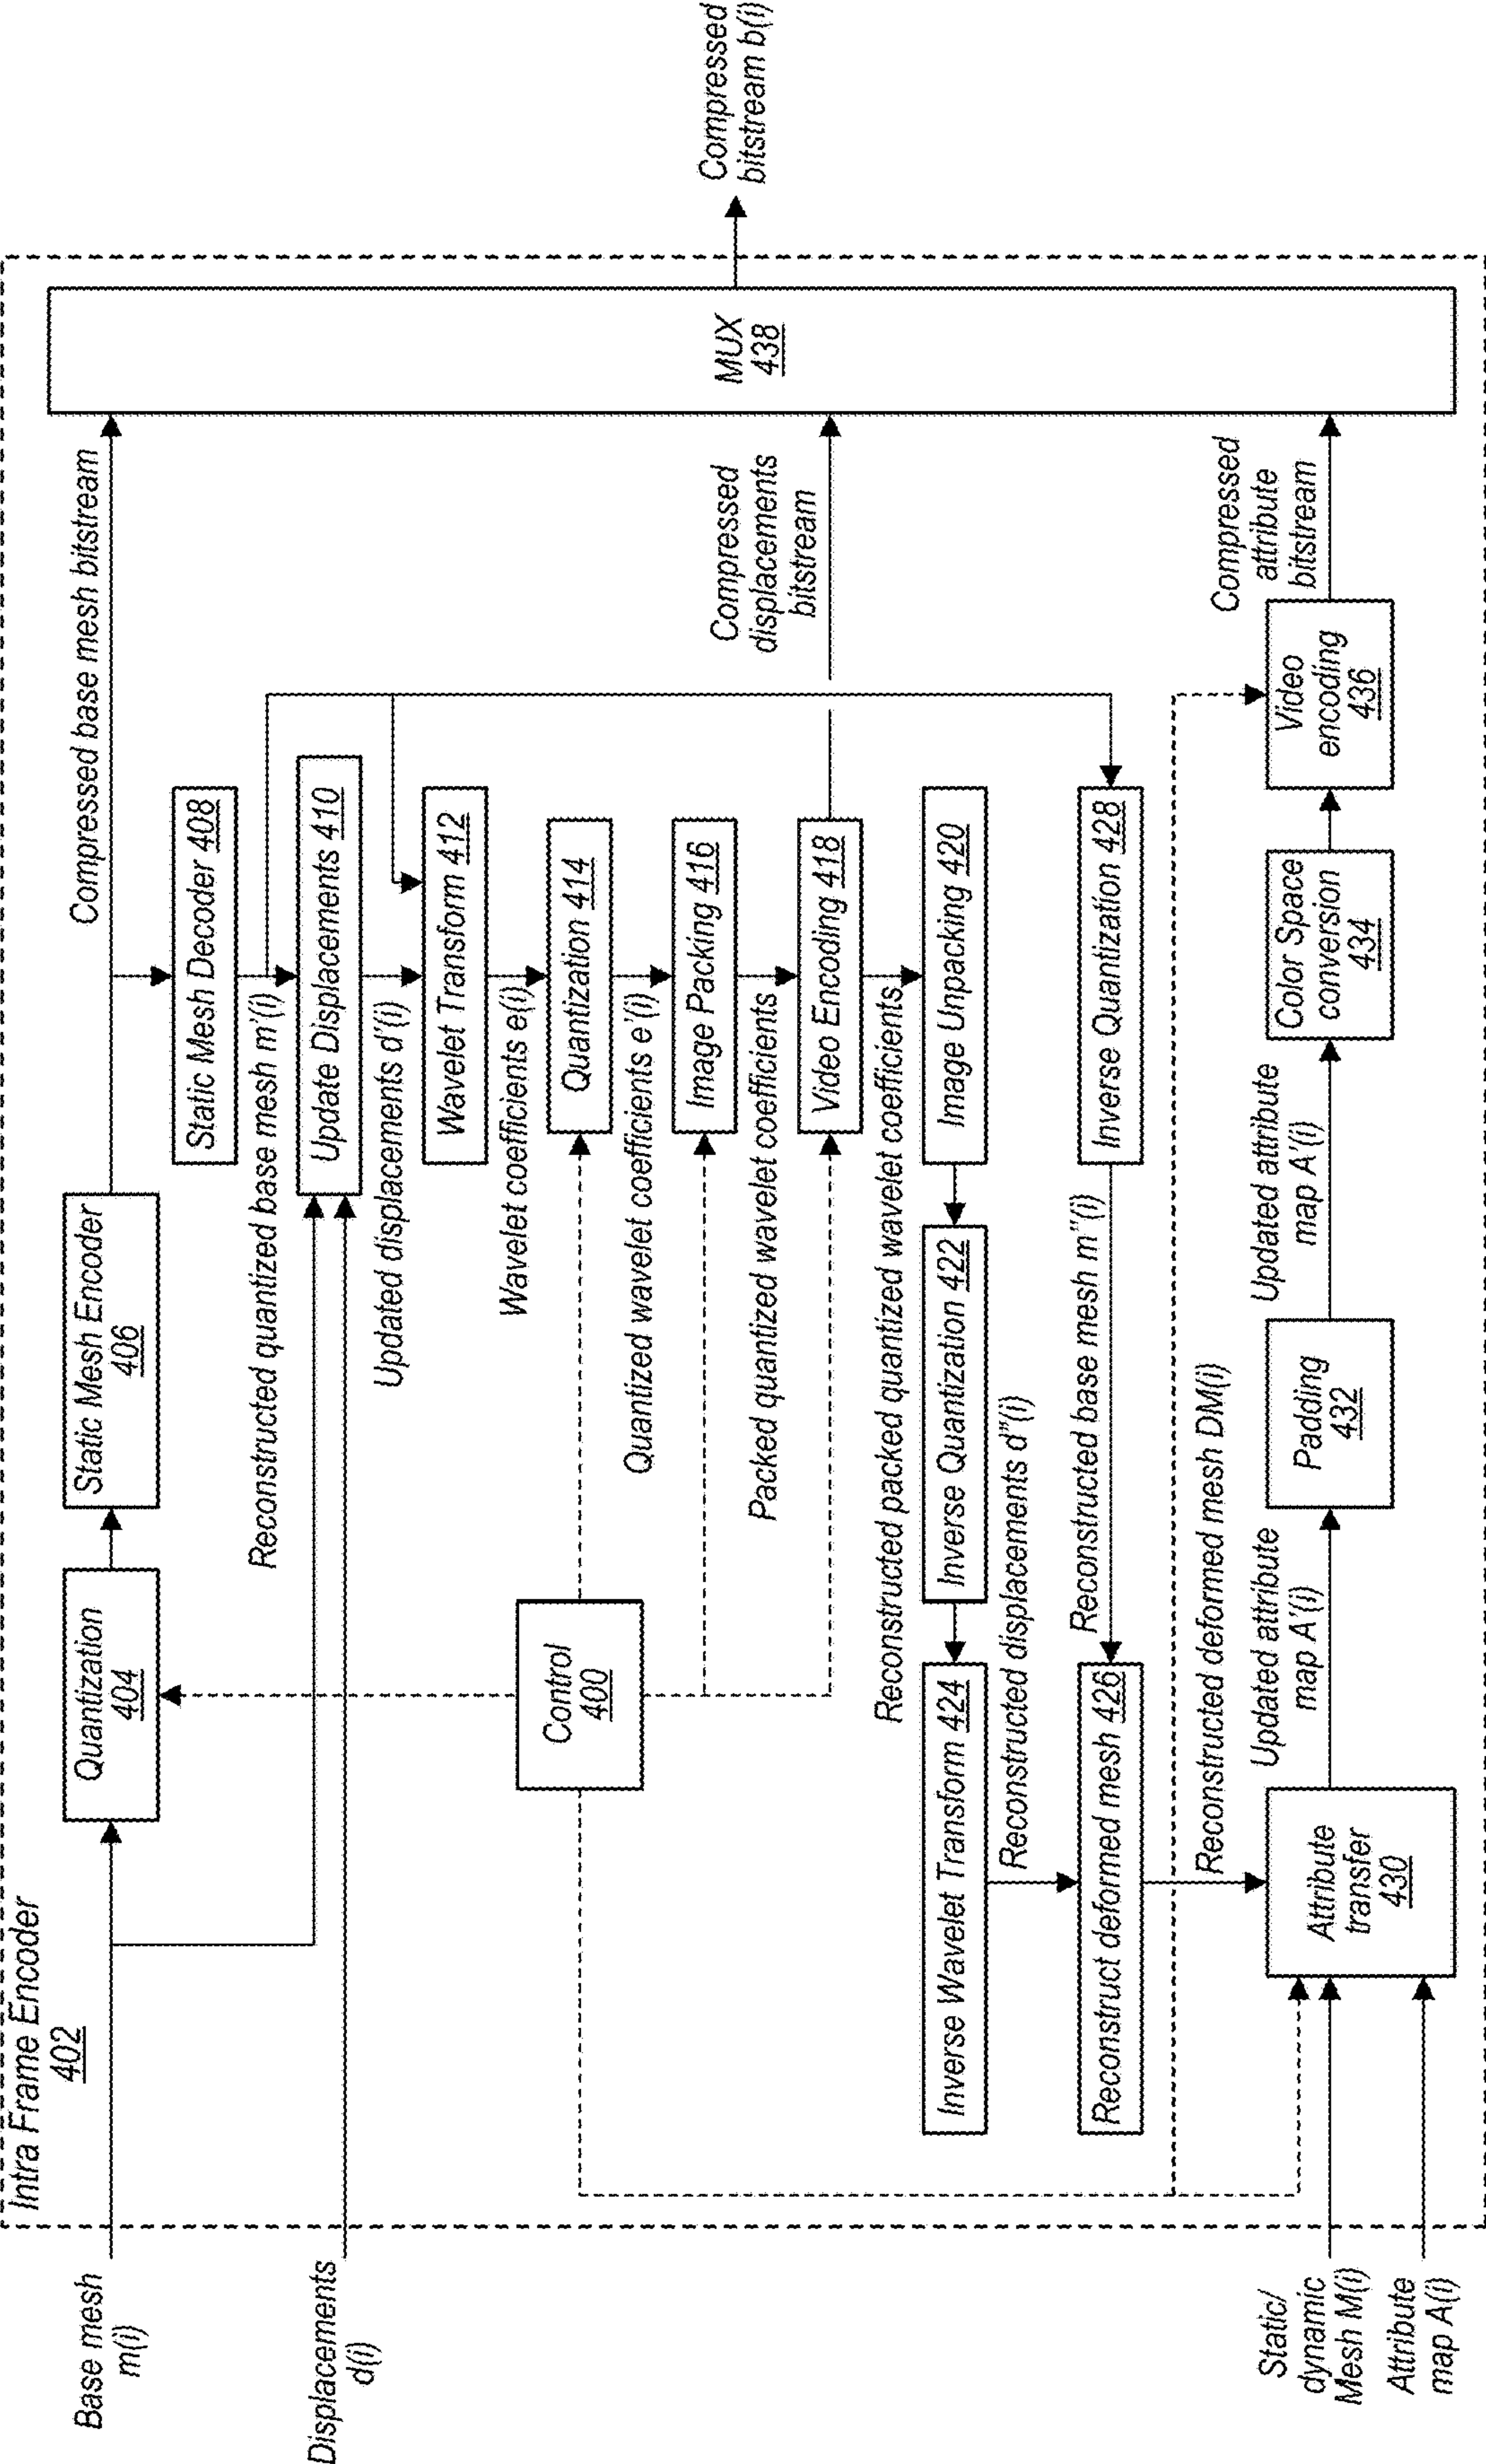 Intra Frame Encoder
402
Base mesh
m(i)
Displacements
d(i)
Static/
dynamic
Mesh M(i)
Attribute
map A(i)
Quantization
404
Static Mesh Encoder
406
Compressed base mesh bitstream
Static Mesh Decoder 408
Reconstructed quantized base mesh m'(i)
Update Displacements 410
Updated displacements d'(i)
Wavelet Transform 412
Wavelet coefficients e(i)
Control
400
Quantization 414
Quantized wavelet coefficients e'(i)
Image Packing 416
Packed quantized wavelet coefficients
Video Encoding 418
Compressed
displacements
bitstream
Reconstructed packed quantized wavelet coefficients
Image Unpacking 420
Inverse Quantization 422
Inverse Wavelet Transform 424
Reconstructed displacements d"(i)
Reconstruct deformed mesh 426
Reconstructed base mesh m"(i)
Inverse Quantization 428
Reconstructed deformed mesh DM(i)
Attribute
transfer
430
Updated attribute
map A'(i)
Padding
432
Updated attribute
map A'(i)
Color Space
conversion
434
Video
encoding
436
Compressed
attribute
bitstream
MUX
438
Compressed
bitstream b(i)